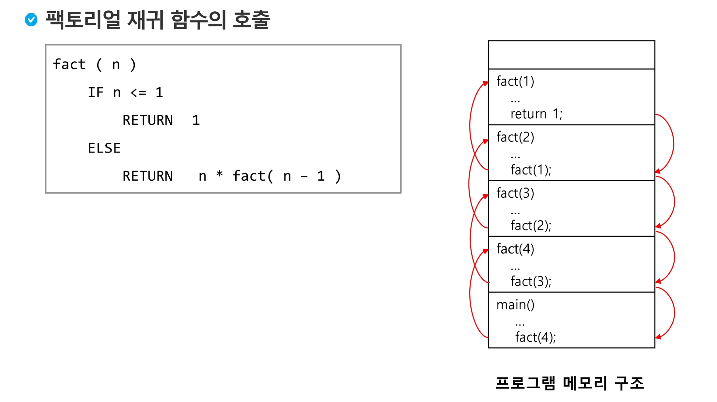 팩토리얼 재귀 함수의 호출
fact ( n )
IF n <= 1
RETURN 1
ELSE
RETURN n * fact( n – 1 )
fact(1)
...
return 1;
fact(2)
...
fact(1);
fact(3)
...
fact(2);
fact(4)
...
fact(3);
main()
...
fact(4);
프로그램 메모리 구조